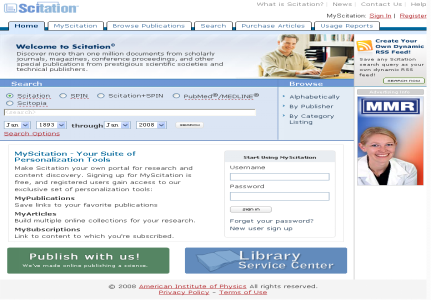 Scitation
What is Scitation? | News | Contact Us | Help
MyScitation: Sign In | Register
Home MyScitation Browse Publications Search Purchase Articles Usage Reports
Welcome to Scitation®
Discover more than one million documents from scholarly
journals, magazines, conference proceedings, and other
special publications from prestigious scientific societies and
technical publishers.
Create Your
Own Dynamic
RSS Feed!
Save any Scitation
search query as your
own dynamic RSS
feed!
Search
Scitation SPIN Scitation+SPIN PubMed®/MEDLINE®
Scitopia
Jan 1893 through Jan 2008
Search Options
Browse
Alphabetically
By Publisher
By Category
Listing
MMR
MyScitation - Your Suite of
Personalization Tools
Make Scitation your own portal for research and
content discovery. Signing up for MyScitation is
free, and registered users gain access to our
exclusive set of personalization tools:
MyPublications
Save links to your favorite publications
MyArticles
Build multiple online collections for your research.
MySubscriptions
Link to content to which you're subscribed.
Start Using MyScitation
Username
Password
sign in
Forget your password?
New user sign up
Publish with us!
We've made online publishing a science.
Library
Service Center
© 2008 American Institute of Physics All rights reserved.
Privacy Policy - Terms of Use